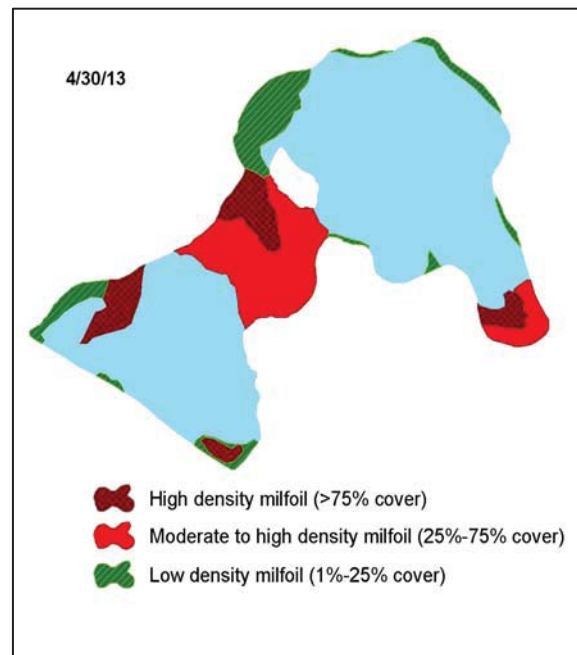 4/30/13
High density milfoil (>75% cover)
Moderate to high density milfoil (25%-75% cover)
Low density milfoil (1%-25% cover)